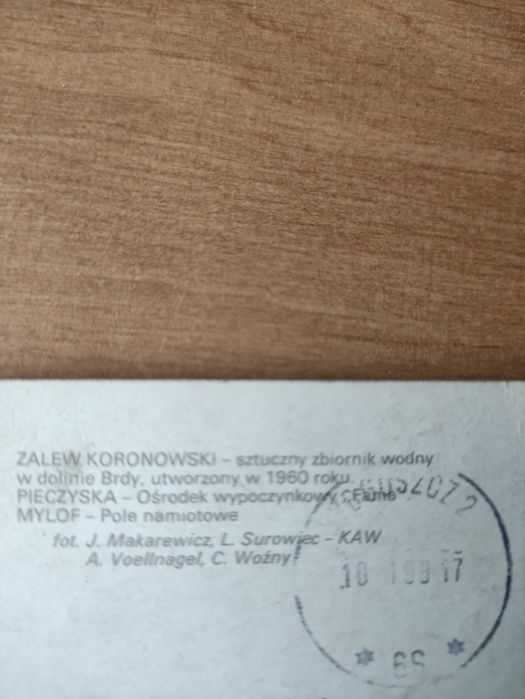 ZALEW KORONOWSKI – sztuczny zbiornik wodny
w dolinie Brdy, utworzony w 1960 roku.
PIECZYSKA – Ośrodek wypoczynkowy „Fama"
MYLOF – Pole namiotowe
fot. J. Makarewicz, L. Surowiec – KAW
A. Voellnagel, C. Woźny